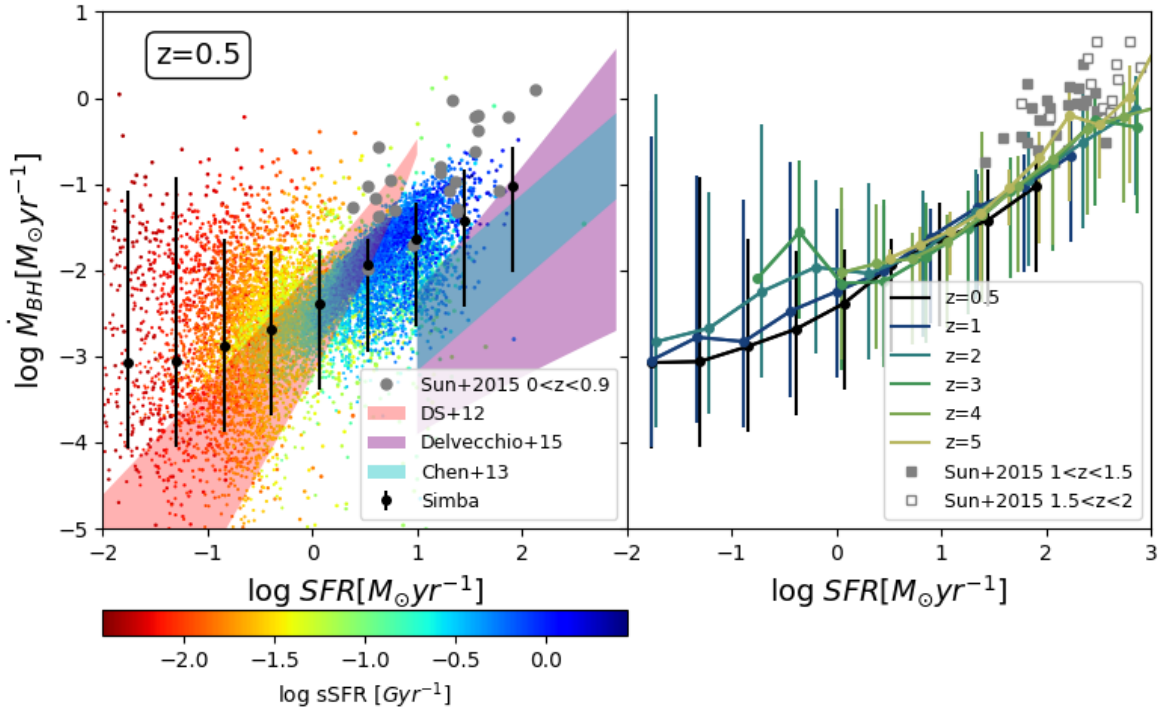 z=0.5
log Ṁ_BH[M_⊙yr⁻¹]
1
0
−1
−2
−3
−4
−5
Sun+2015 0<z<0.9
DS+12
Delvecchio+15
Chen+13
Simba
−2
−1
0
1
2
log SFR[M_⊙yr⁻¹]
z=0.5
z=1
z=2
z=3
z=4
z=5
Sun+2015 1<z<1.5
Sun+2015 1.5<z<2
−2
−1
0
1
2
3
log SFR[M_⊙yr⁻¹]
−2.0
−1.5
−1.0
−0.5
0.0
log sSFR [Gyr⁻¹]